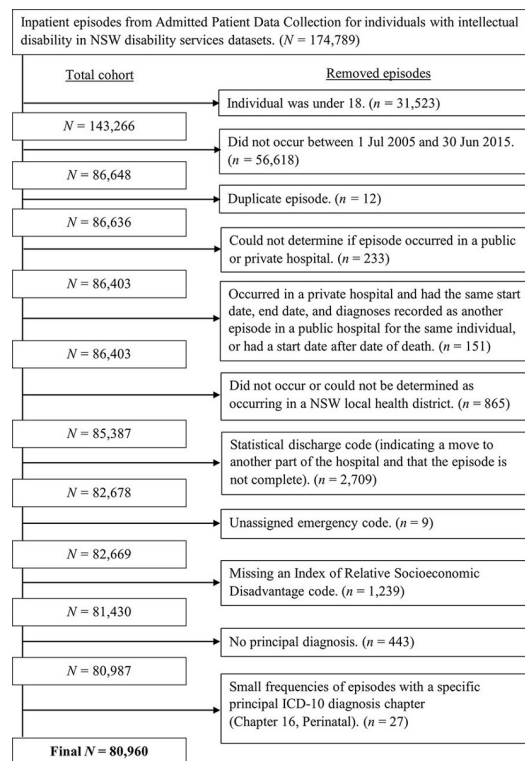 Inpatient episodes from Admitted Patient Data Collection for individuals with intellectual
disability in NSW disability services datasets. (N = 174,789)
Total cohort
Removed episodes
Individual was under 18. (n = 31,523)
N = 143,266
Did not occur between 1 Jul 2005 and 30 Jun 2015.
(n = 56,618)
N = 86,648
Duplicate episode. (n = 12)
N = 86,636
Could not determine if episode occurred in a public
or private hospital. (n = 233)
N = 86,403
Occurred in a private hospital and had the same start
date, end date, and diagnoses recorded as another
episode in a public hospital for the same individual,
or had a start date after date of death. (n = 151)
N = 86,403
Did not occur or could not be determined as
occurring in a NSW local health district. (n = 865)
N = 85,387
Statistical discharge code (indicating a move to
another part of the hospital and that the episode is
not complete). (n = 2,709)
N = 82,678
Unassigned emergency code. (n = 9)
N = 82,669
Missing an Index of Relative Socioeconomic
Disadvantage code. (n = 1,239)
N = 81,430
No principal diagnosis. (n = 443)
N = 80,987
Small frequencies of episodes with a specific
principal ICD-10 diagnosis chapter
(Chapter 16, Perinatal). (n = 27)
Final N = 80,960